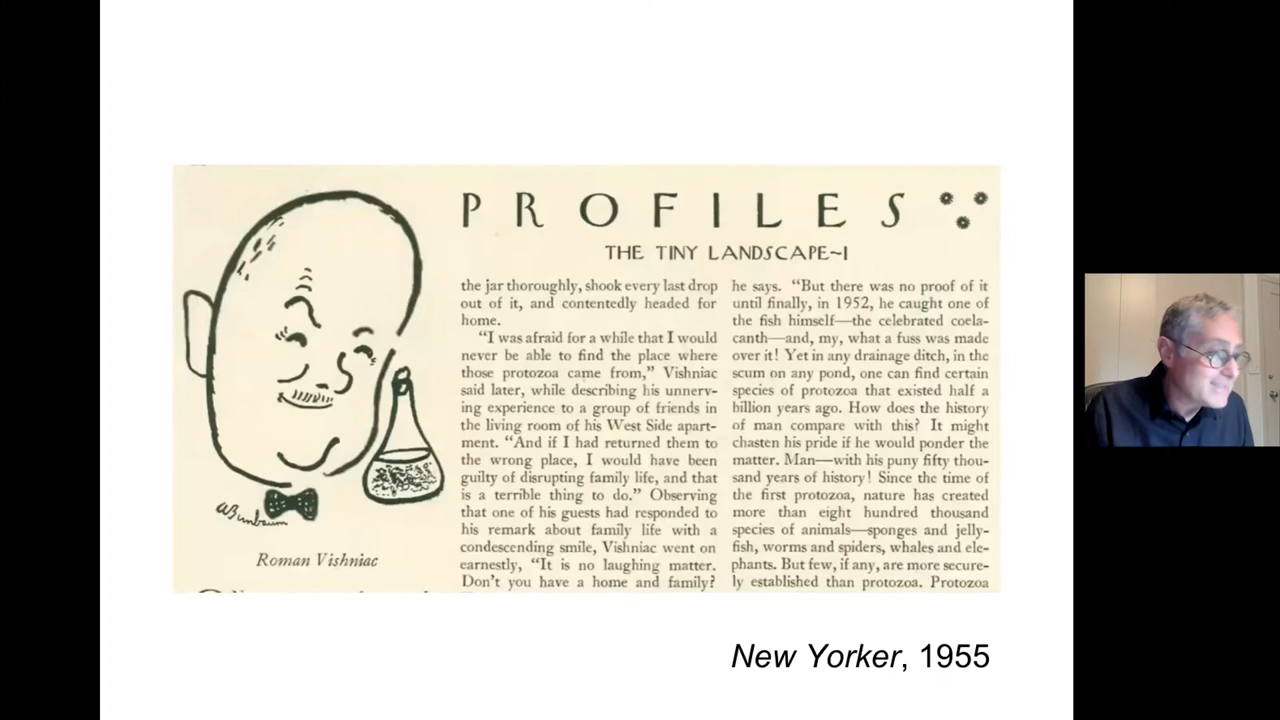 PROFILES
THE TINY LANDSCAPE~I
the jar thoroughly, shook every last drop
out of it, and contentedly headed for
home.
"I was afraid for a while that I would
never be able to find the place where
those protozoa came from," Vishniac
said later, while describing his unnerv-
ing experience to a group of friends in
the living room of his West Side apart-
ment. "And if I had returned them to
the wrong place, I would have been
guilty of disrupting family life, and that
is a terrible thing to do." Observing
that one of his guests had responded to
his remark about family life with a
condescending smile, Vishniac went on
earnestly, "It is no laughing matter.
Don't you have a home and family?
he says. "But there was no proof of it
until finally, in 1952, he caught one of
the fish himself—the celebrated coela-
canth—and, my, what a fuss was made
over it! Yet in any drainage ditch, in the
scum on any pond, one can find certain
species of protozoa that existed half a
billion years ago. How does the history
of man compare with this? It might
chasten his pride if he would ponder the
matter. Man—with his puny fifty thou-
sand years of history! Since the time of
the first protozoa, nature has created
more than eight hundred thousand
species of animals—sponges and jelly-
fish, worms and spiders, whales and ele-
phants. But few, if any, are more secure-
ly established than protozoa. Protozoa
aBirnbaum
Roman Vishniac
New Yorker, 1955